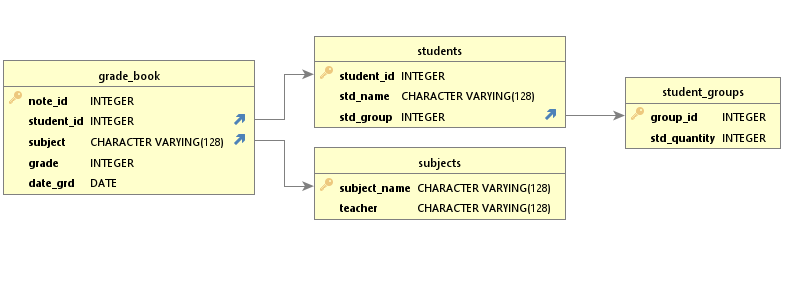 grade_book
note_id INTEGER
student_id INTEGER
subject CHARACTER VARYING(128)
grade INTEGER
date_grd DATE
students
student_id INTEGER
std_name CHARACTER VARYING(128)
std_group INTEGER
subjects
subject_name CHARACTER VARYING(128)
teacher CHARACTER VARYING(128)
student_groups
group_id INTEGER
std_quantity INTEGER